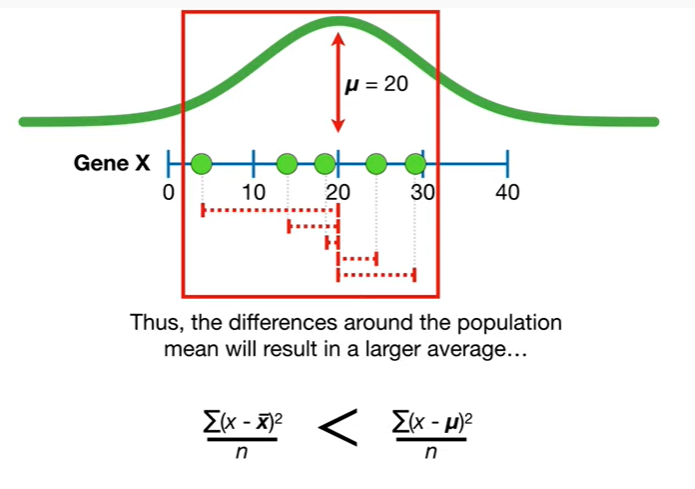 μ = 20
Gene X
0 10 20 30 40
Thus, the differences around the population
mean will result in a larger average…
∑(x - x̄)² / n < ∑(x - μ)² / n